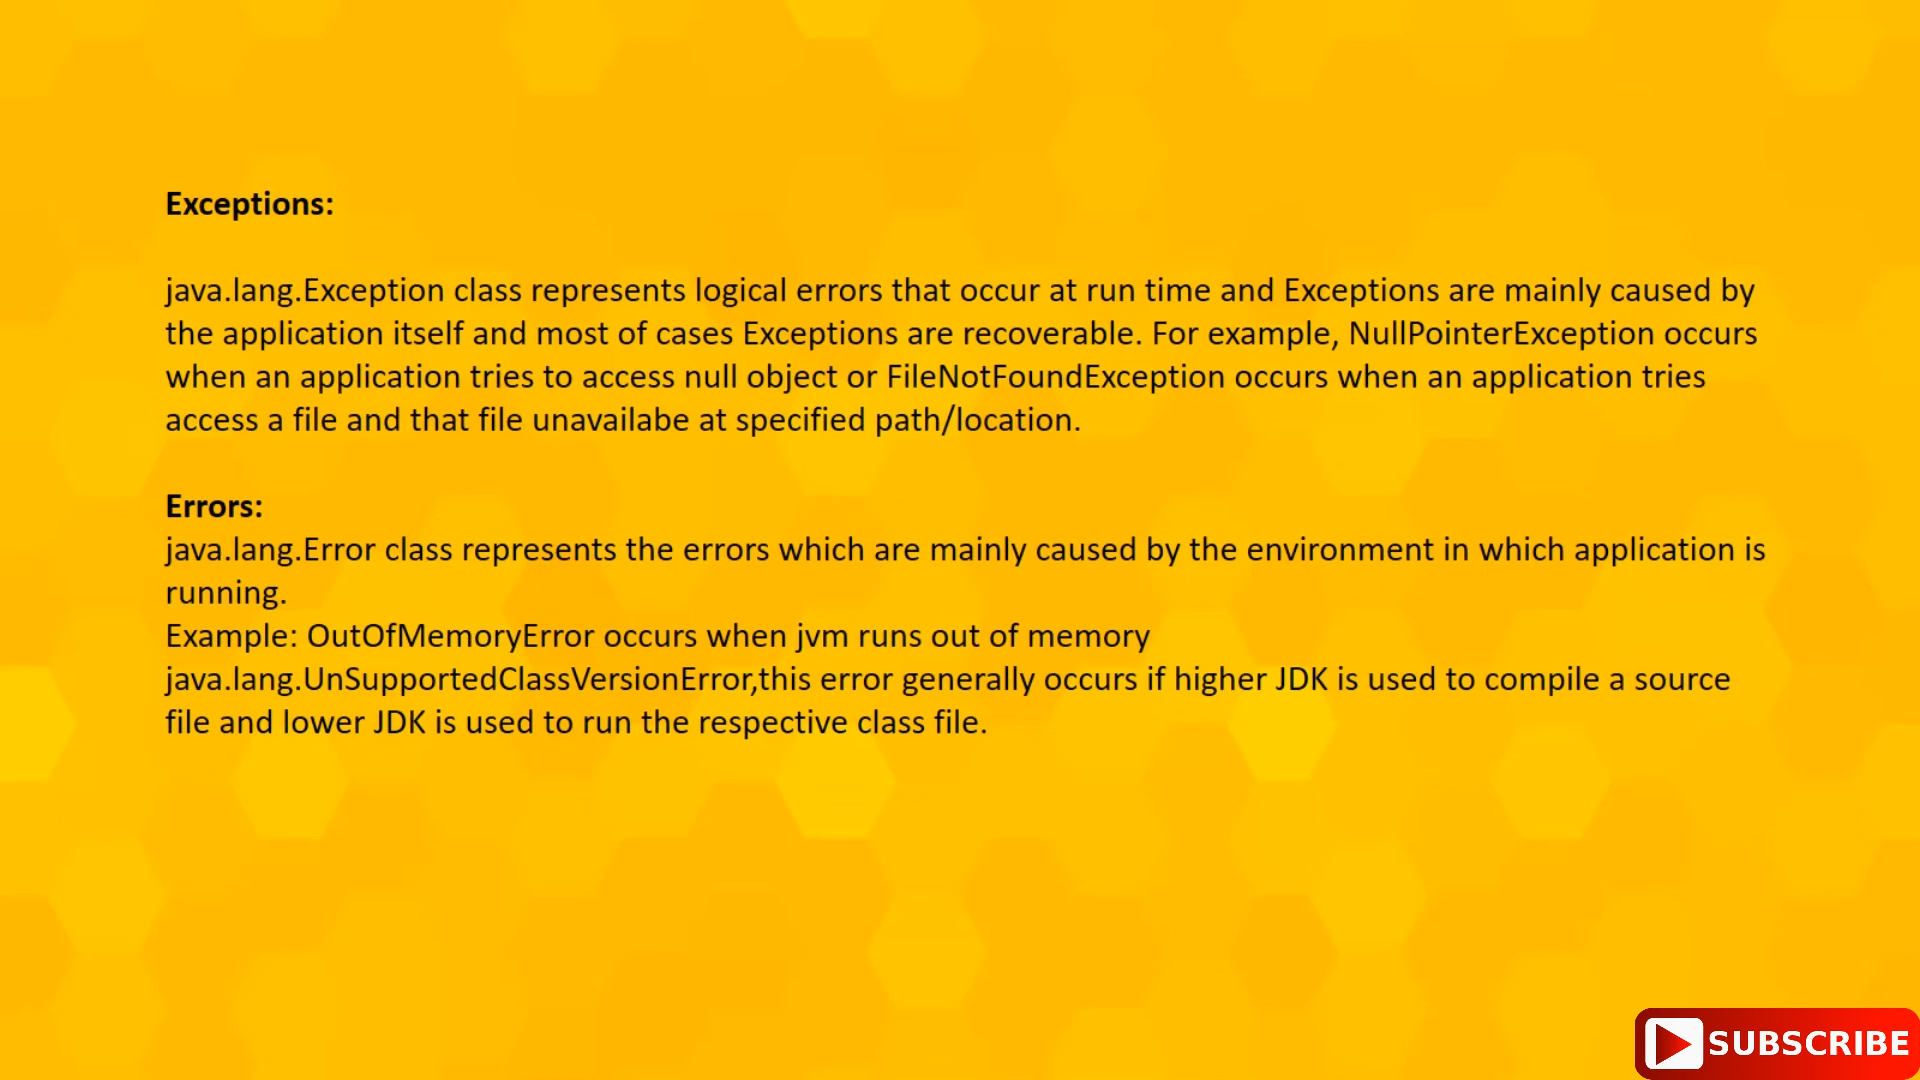 Exceptions:
java.lang.Exception class represents logical errors that occur at run time and Exceptions are mainly caused by
the application itself and most of cases Exceptions are recoverable. For example, NullPointerException occurs
when an application tries to access null object or FileNotFoundException occurs when an application tries
access a file and that file unavailabe at specified path/location.
Errors:
java.lang.Error class represents the errors which are mainly caused by the environment in which application is
running.
Example: OutOfMemoryError occurs when jvm runs out of memory
java.lang.UnSupportedClassVersionError,this error generally occurs if higher JDK is used to compile a source
file and lower JDK is used to run the respective class file.
SUBSCRIBE